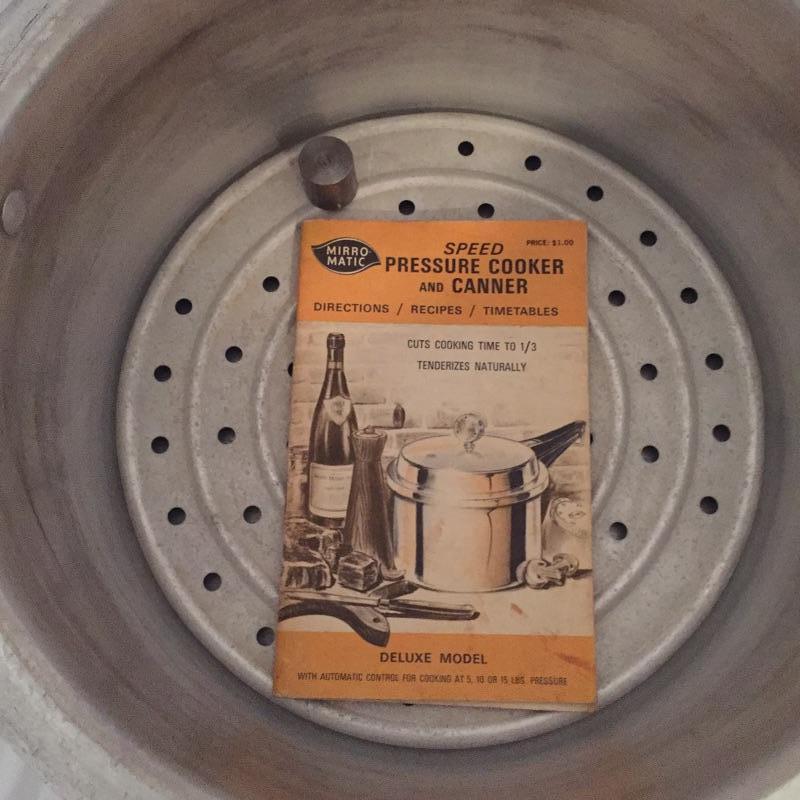 MIRRO-
MATIC
PRICE: $1.00
SPEED
PRESSURE COOKER
AND CANNER
DIRECTIONS / RECIPES / TIMETABLES
CUTS COOKING TIME TO 1/3
TENDERIZES NATURALLY
DELUXE MODEL
WITH AUTOMATIC CONTROL FOR COOKING AT 5, 10 OR 15 LBS. PRESSURE